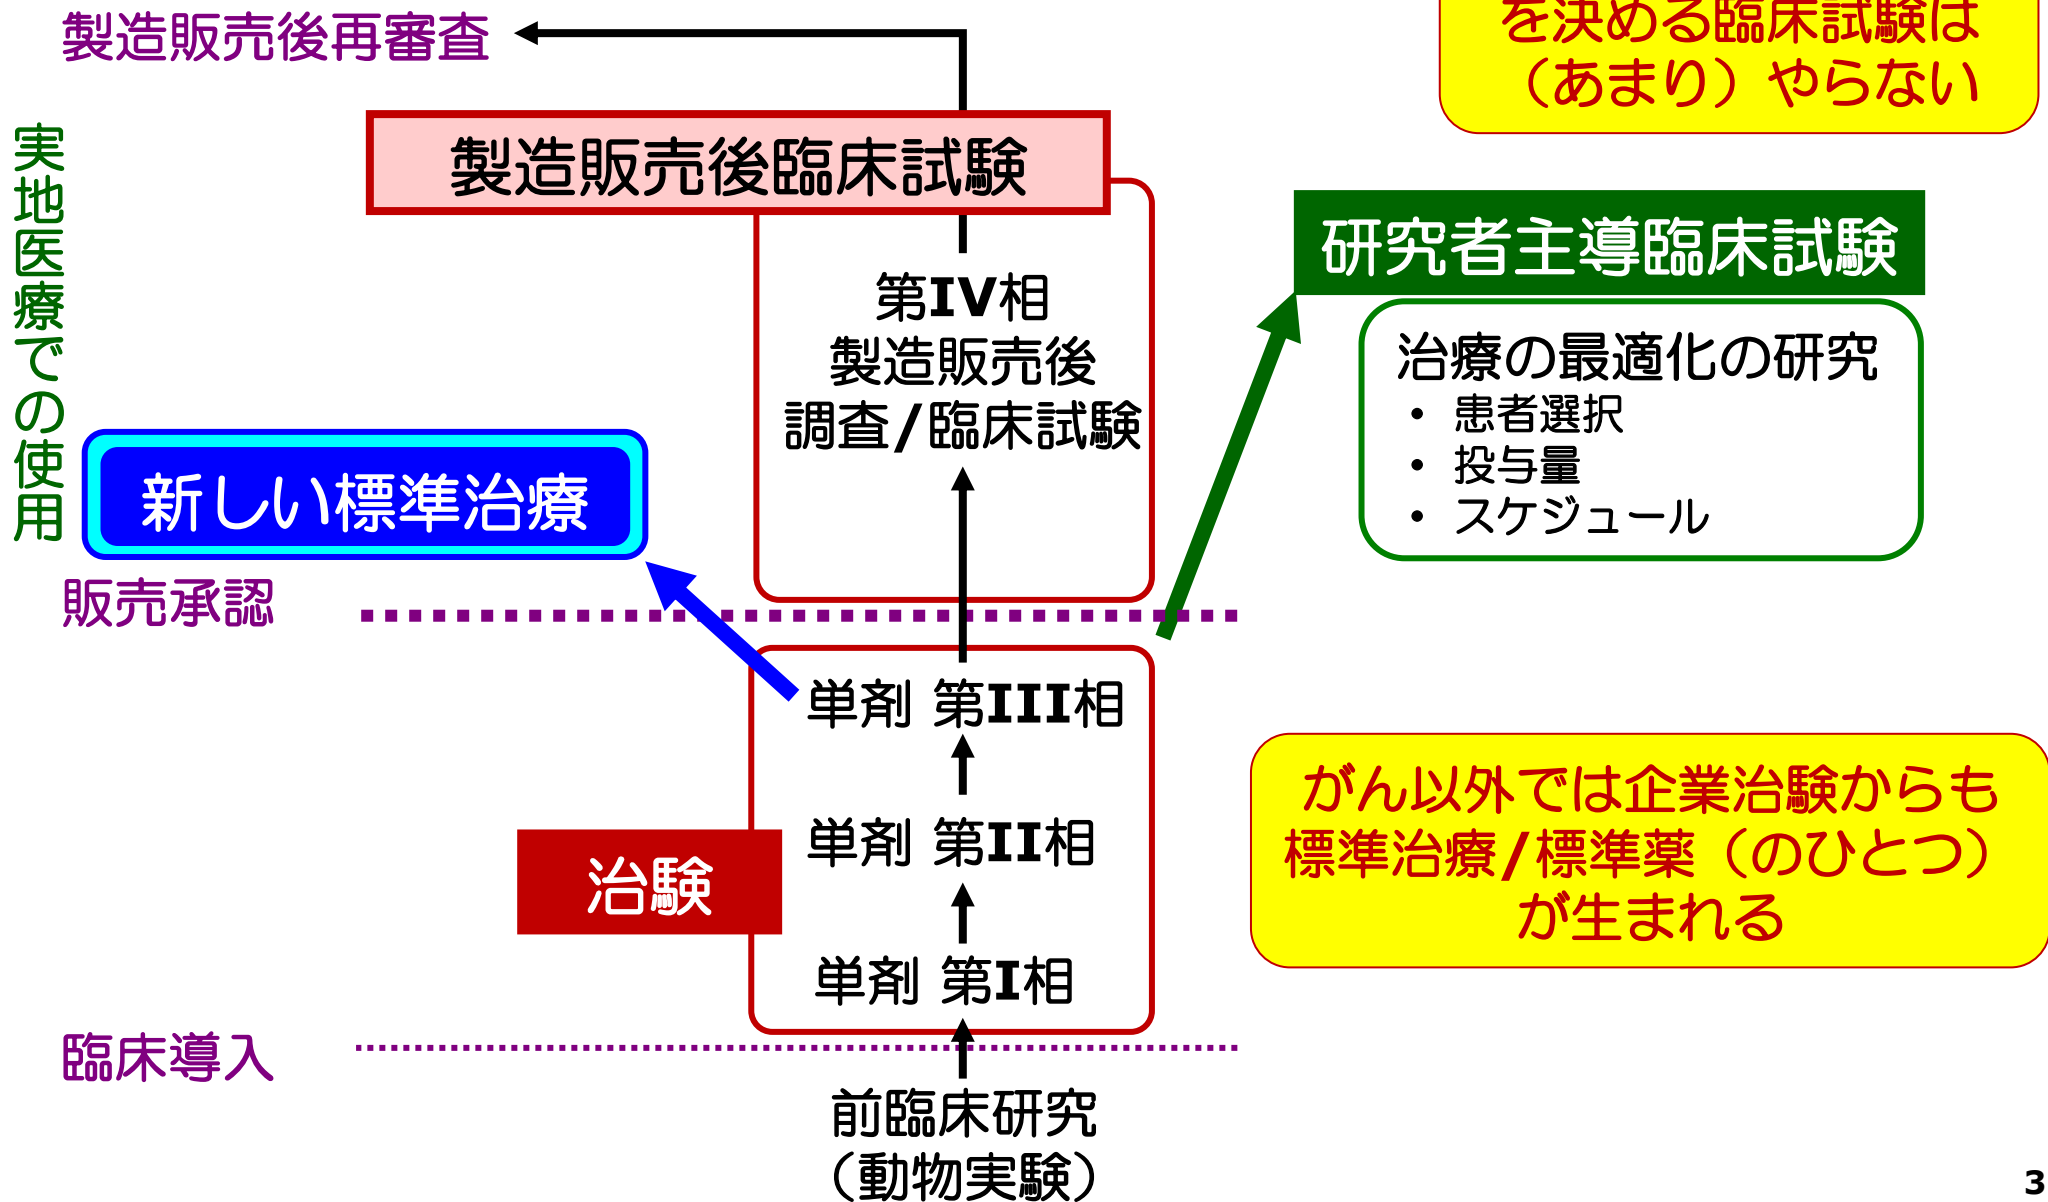 製造販売後再審査
を決める臨床試験は
（あまり）やらない
製造販売後臨床試験
実地医療での使用
研究者主導臨床試験
第IV相
製造販売後
調査/臨床試験
治療の最適化の研究
• 患者選択
• 投与量
• スケジュール
新しい標準治療
販売承認
単剤 第III相
がん以外では企業治験からも
標準治療/標準薬（のひとつ）
が生まれる
単剤 第II相
治験
単剤 第I相
臨床導入
前臨床研究
（動物実験）
3